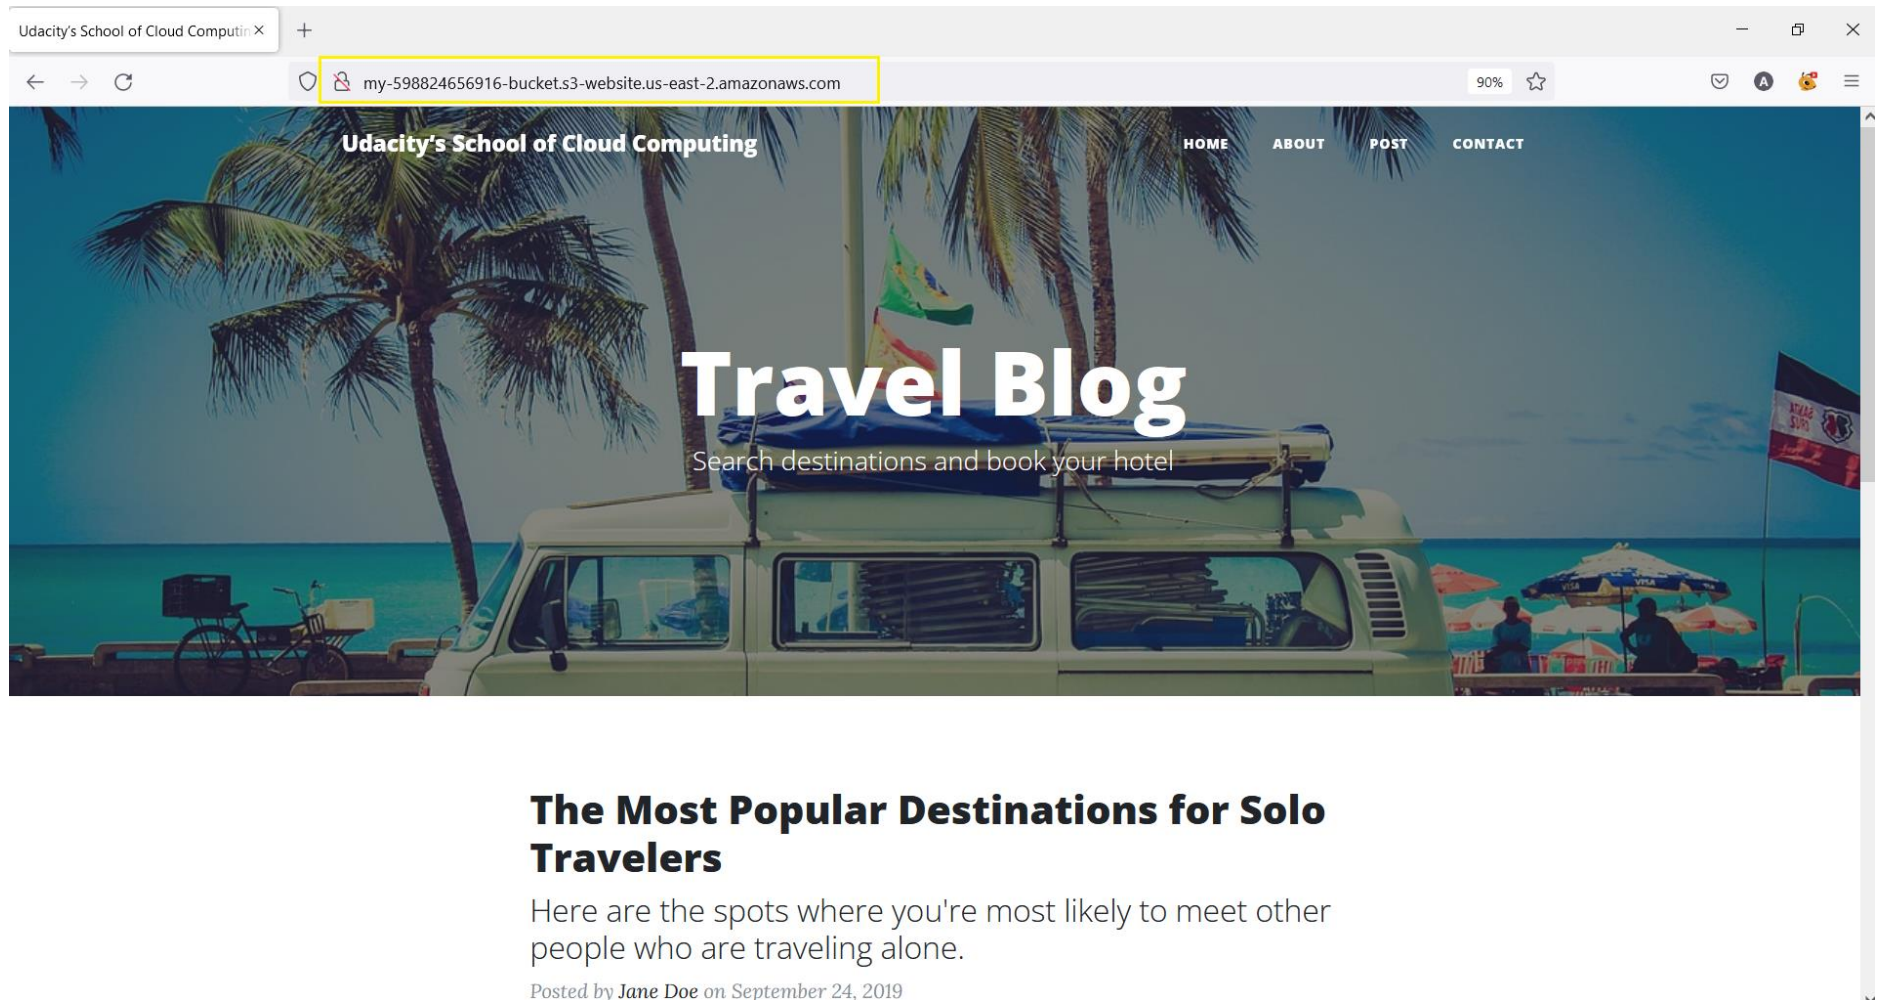 Udacity's School of Cloud Computin
my-598824656916-bucket.s3-website.us-east-2.amazonaws.com
90%
A
Udacity's School of Cloud Computing
HOME ABOUT POST CONTACT
Travel Blog
Search destinations and book your hotel
SANTA
VISA
VISA
The Most Popular Destinations for Solo
Travelers
Here are the spots where you're most likely to meet other
people who are traveling alone.
Posted by Jane Doe on September 24, 2019